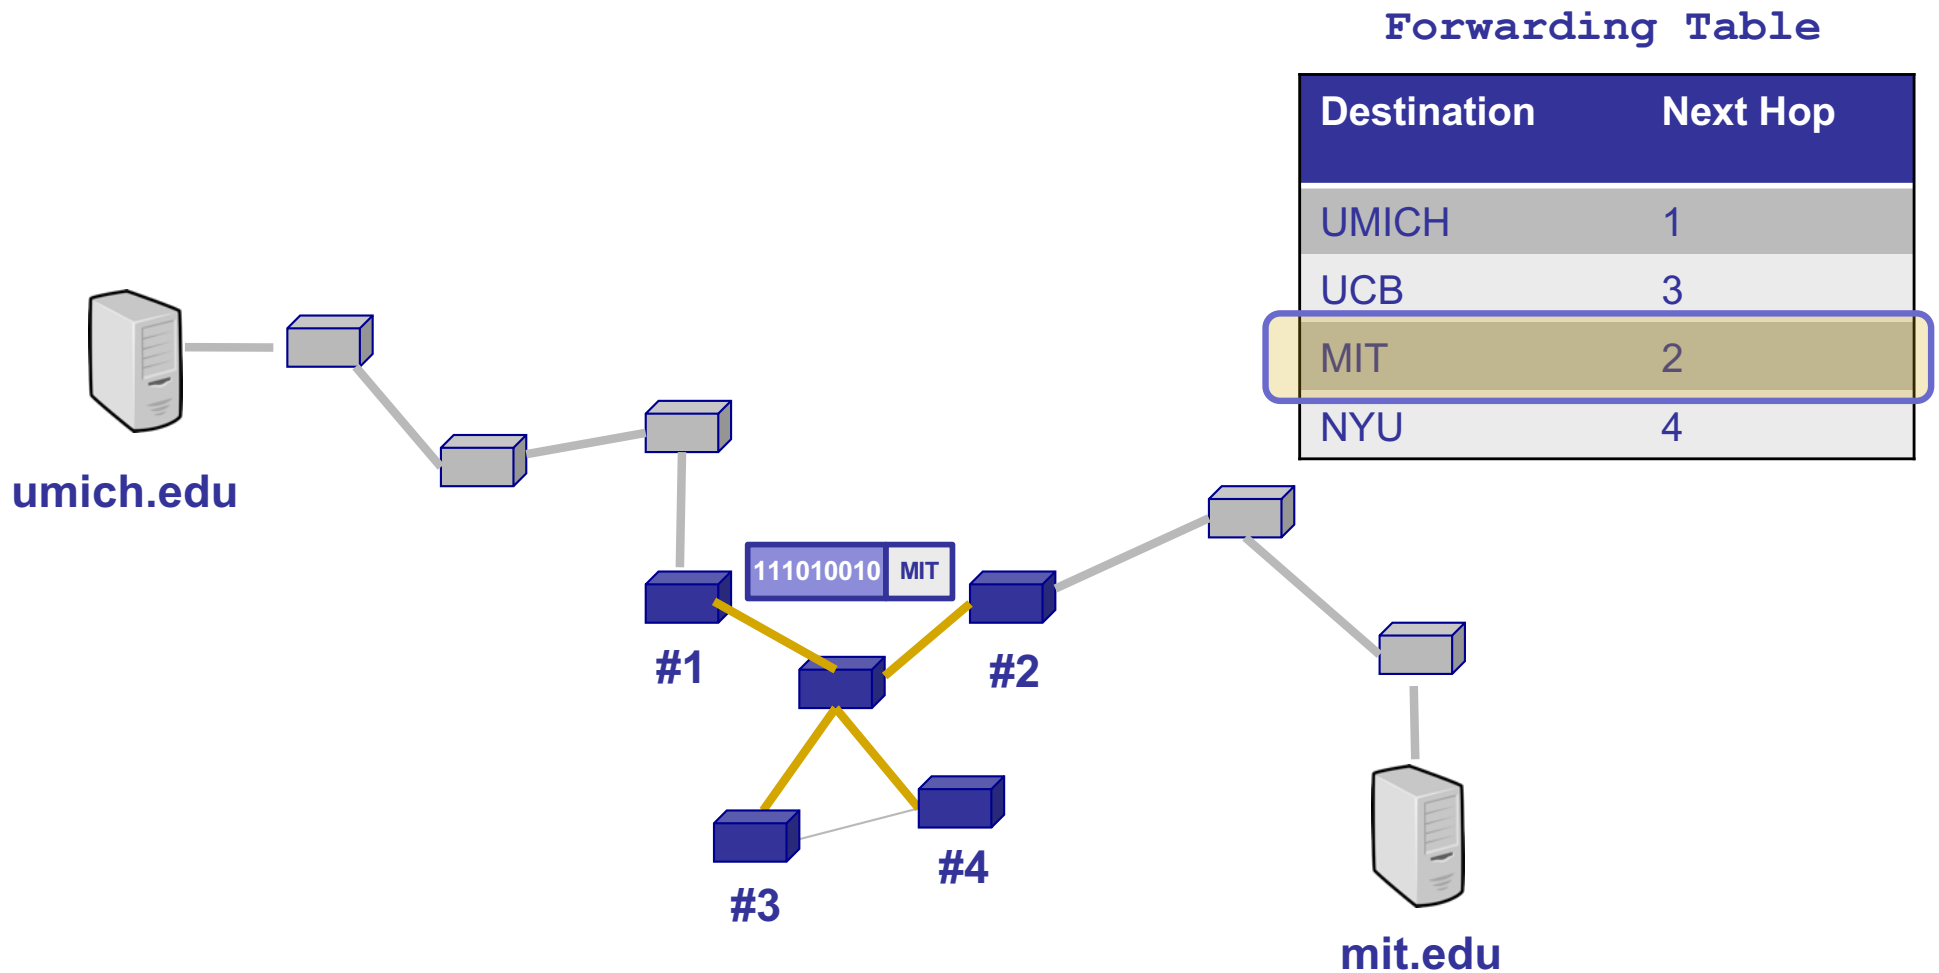 Forwarding Table
Destination Next Hop
UMICH 1
UCB 3
MIT 2
NYU 4
umich.edu
111010010 MIT
#1
#2
#4
#3
mit.edu